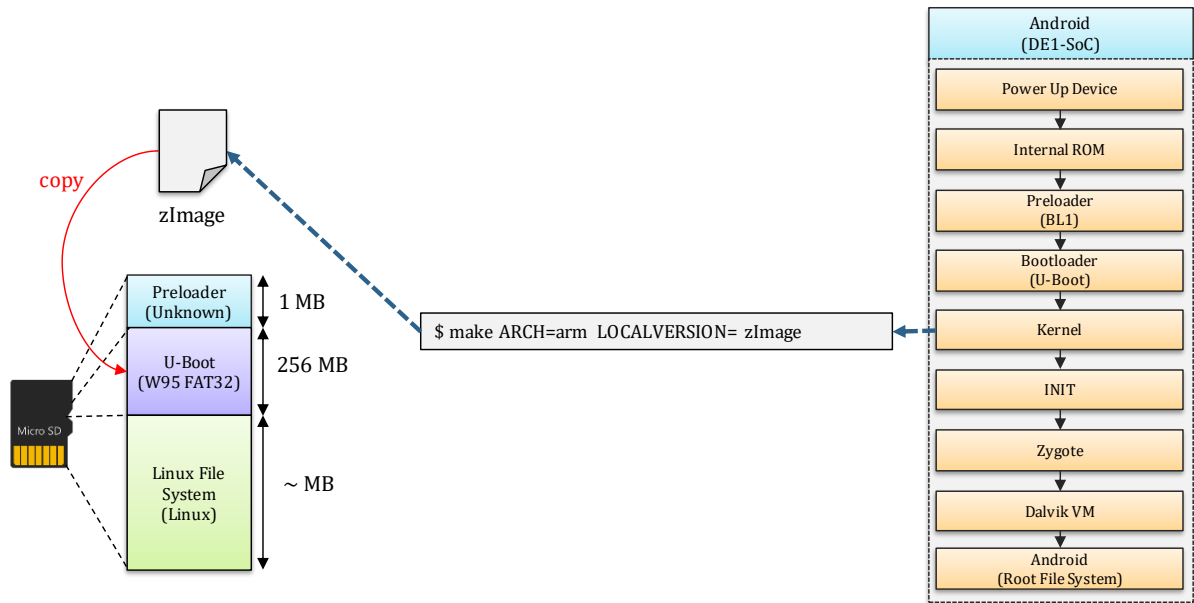 copy
zImage
Preloader
(Unknown)
1 MB
U-Boot
(W95 FAT32)
256 MB
Micro SD
Linux File
System
(Linux)
~ MB
$ make ARCH=arm LOCALVERSION= zImage
Android
(DE1-SoC)
Power Up Device
Internal ROM
Preloader
(BL1)
Bootloader
(U-Boot)
Kernel
INIT
Zygote
Dalvik VM
Android
(Root File System)